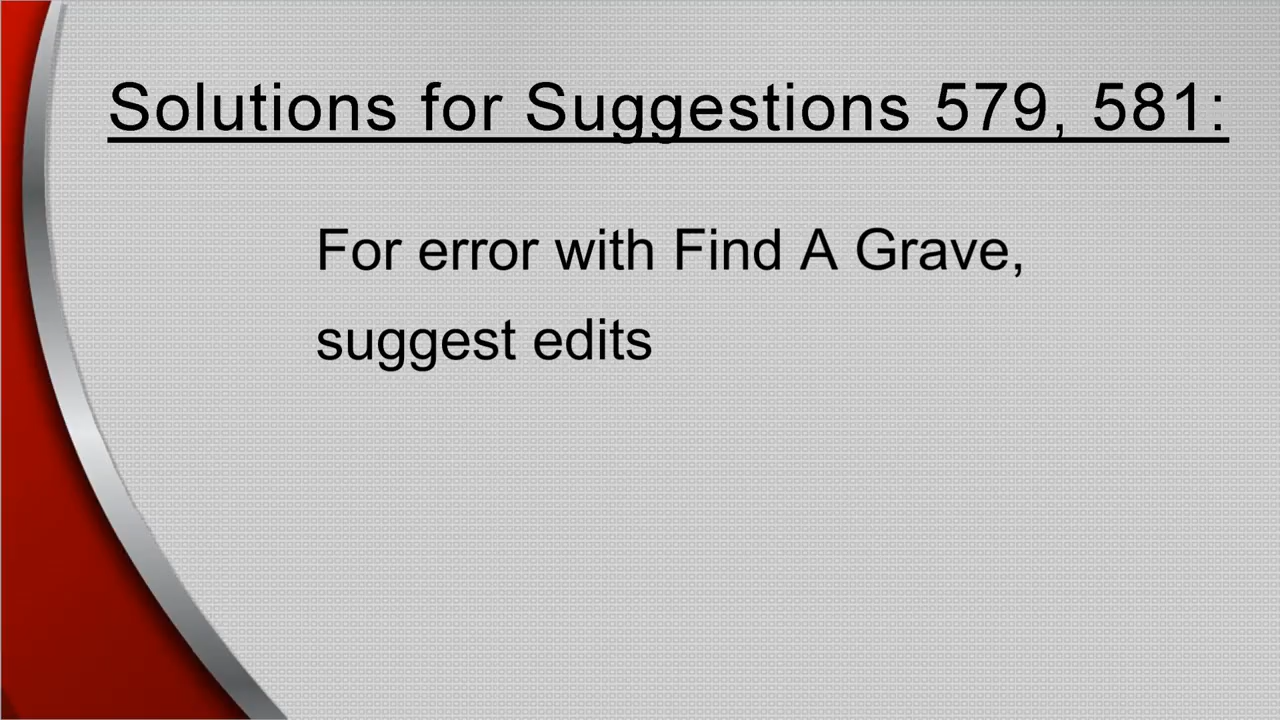 Solutions for Suggestions 579, 581:
For error with Find A Grave,
suggest edits